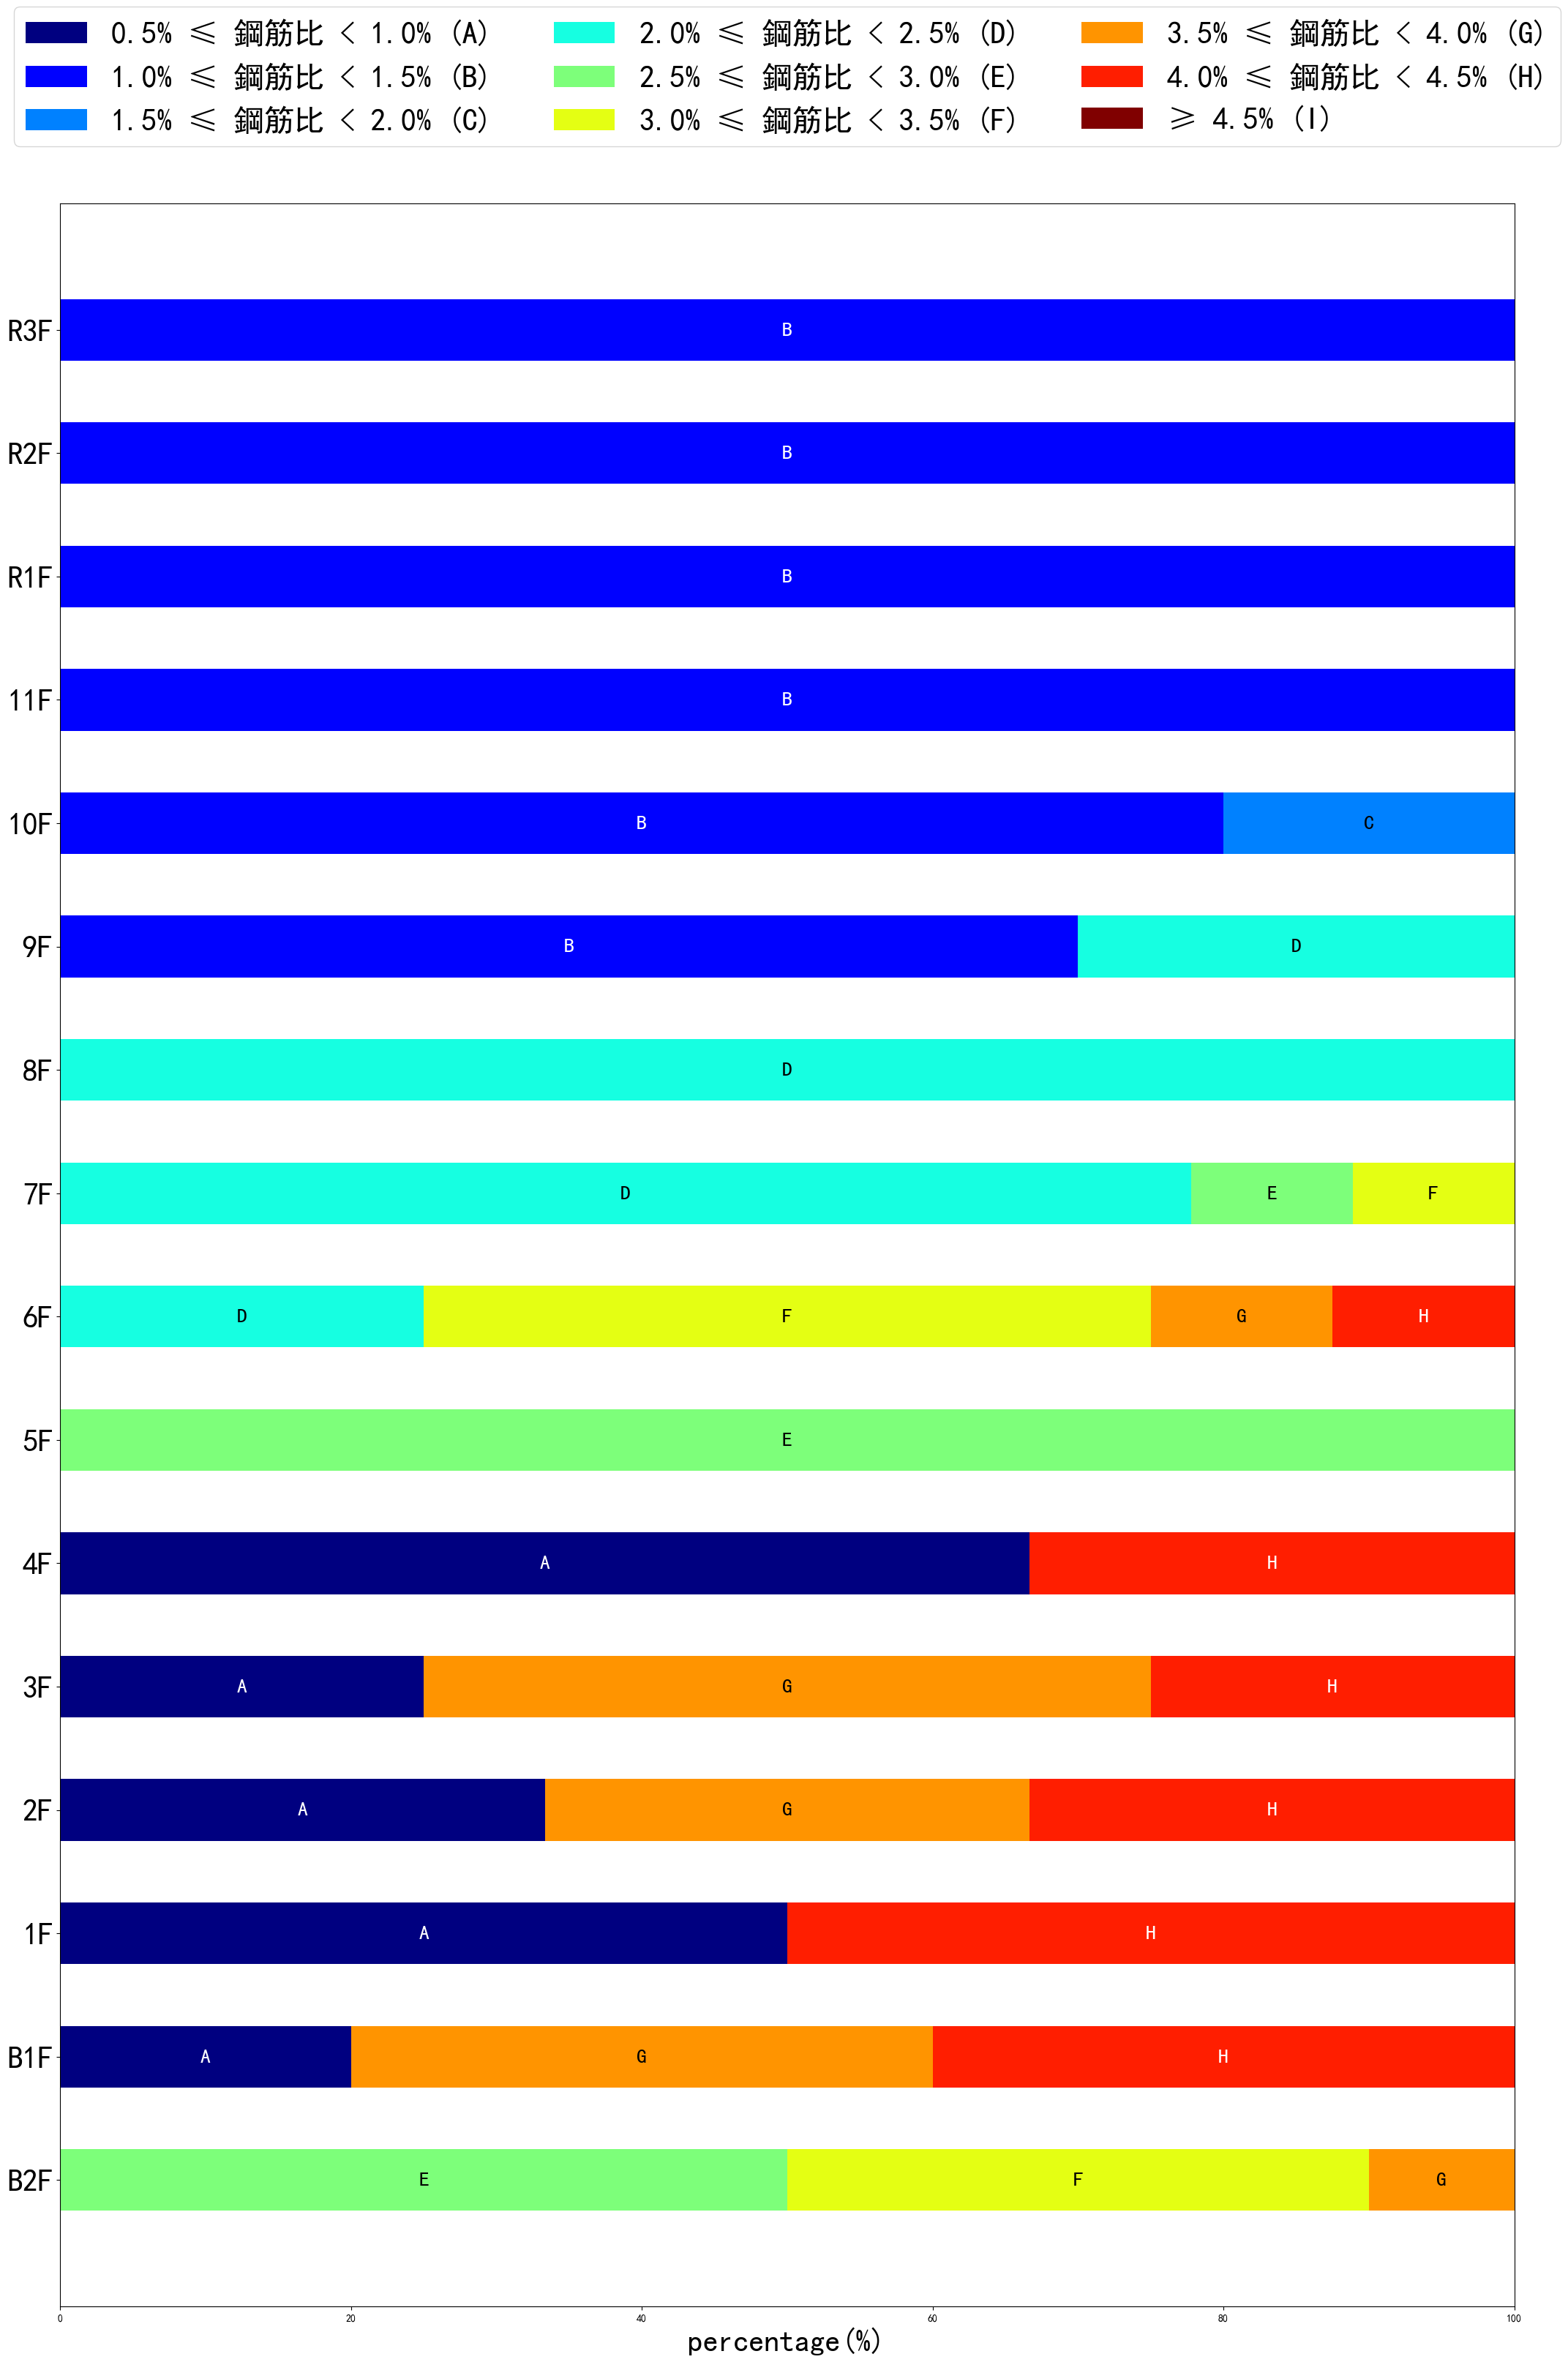 0.5% ≤ 鋼筋比 < 1.0% (A)
2.0% ≤ 鋼筋比 < 2.5% (D)
3.5% ≤ 鋼筋比 < 4.0% (G)
1.0% ≤ 鋼筋比 < 1.5% (B)
2.5% ≤ 鋼筋比 < 3.0% (E)
4.0% ≤ 鋼筋比 < 4.5% (H)
1.5% ≤ 鋼筋比 < 2.0% (C)
3.0% ≤ 鋼筋比 < 3.5% (F)
≥ 4.5% (I)
R3F B
R2F B
R1F B
11F B
10F B C
9F B D
8F D
7F D E F
6F D F G H
5F E
4F A H
3F A G H
2F A G H
1F A H
B1F A G H
B2F E F G
0 20 40 60 80 100
percentage(%)